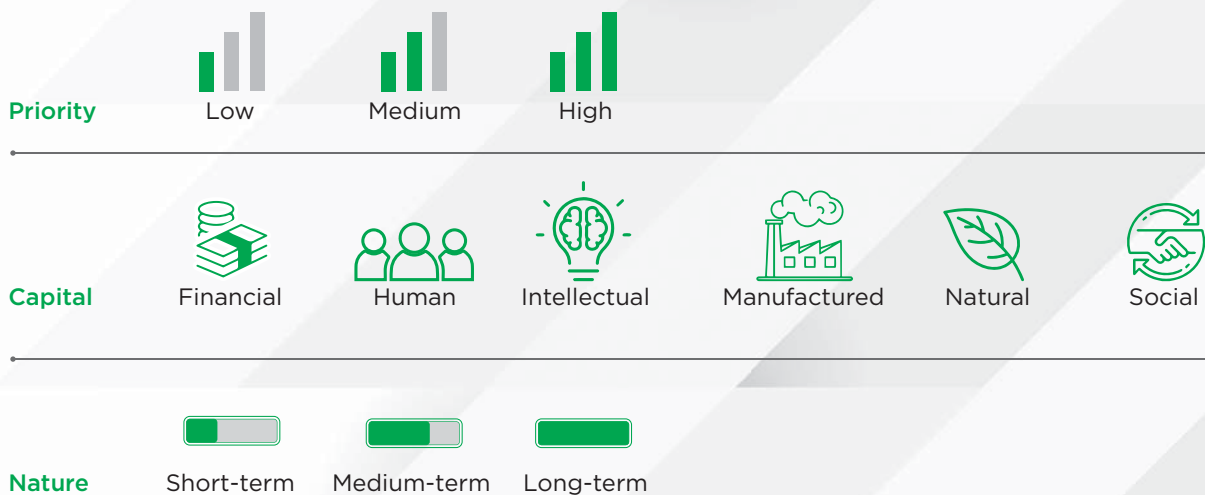 Priority Low Medium High
Capital Financial Human Intellectual Manufactured Natural Social
Nature Short-term Medium-term Long-term